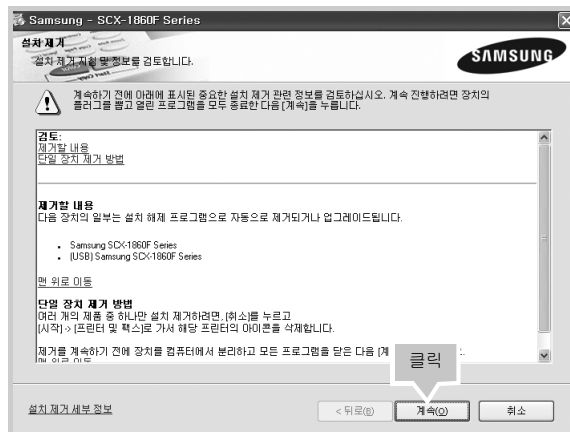 Samsung - SCX-1860F Series
설치 제거
설치 제거 지침 및 정보를 검토합니다.
SAMSUNG
계속하기 전에 아래에 표시된 중요한 설치 제거 관련 정보를 검토하십시오. 계속 진행하려면 장치의
플러그를 뽑고 열린 프로그램을 모두 종료한 다음 [계속]를 누릅니다.
검토:
제거할 내용
단일 장치 제거 방법
제거할 내용
다음 장치의 일부는 설치 해제 프로그램으로 자동으로 제거되거나 업그레이드됩니다.
• Samsung SCX-1860F Series
• (USB) Samsung SCX-1860F Series
맨 위로 이동
단일 장치 제거 방법
여러 개의 제품 중 하나만 설치 제거하려면, [취소]를 누르고
[시작] -> [프린터 및 팩스]로 가서 해당 프린터의 아이콘을 삭제합니다.
제거를 계속하기 전에 장치를 컴퓨터에서 분리하고 모든 프로그램을 닫은 다음 [계
맨 위로 이동
클릭
설치 제거 세부 정보
< 뒤로(B)
계속(O)
취소